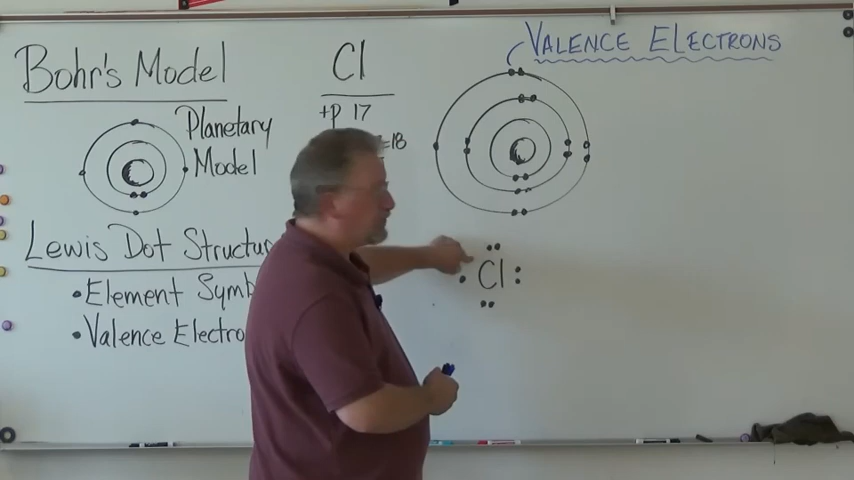 Bohr's Model
Planetary
Model
Lewis Dot Structu
• Element Symb
• Valence Electro
Cl
+p 17
=18
VALENCE ELECTRONS
Cl